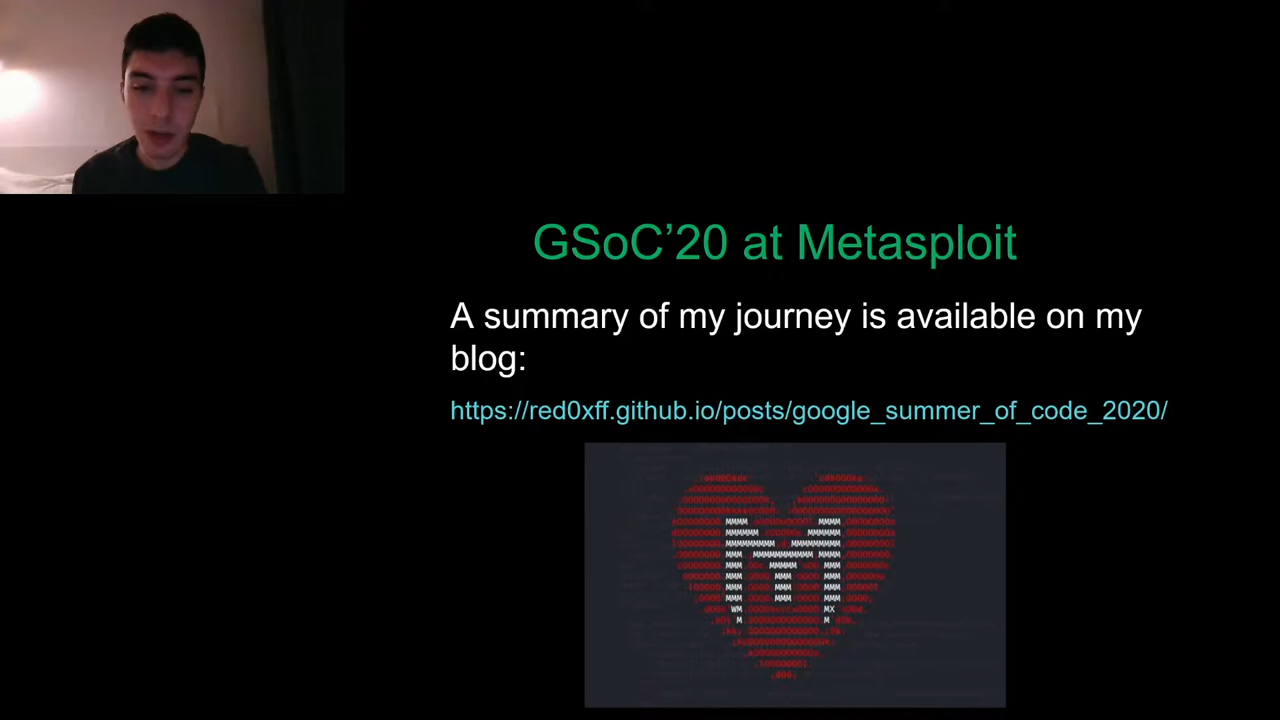 GSoC’20 at Metasploit
A summary of my journey is available on my
blog:
https://red0xff.github.io/posts/google_summer_of_code_2020/